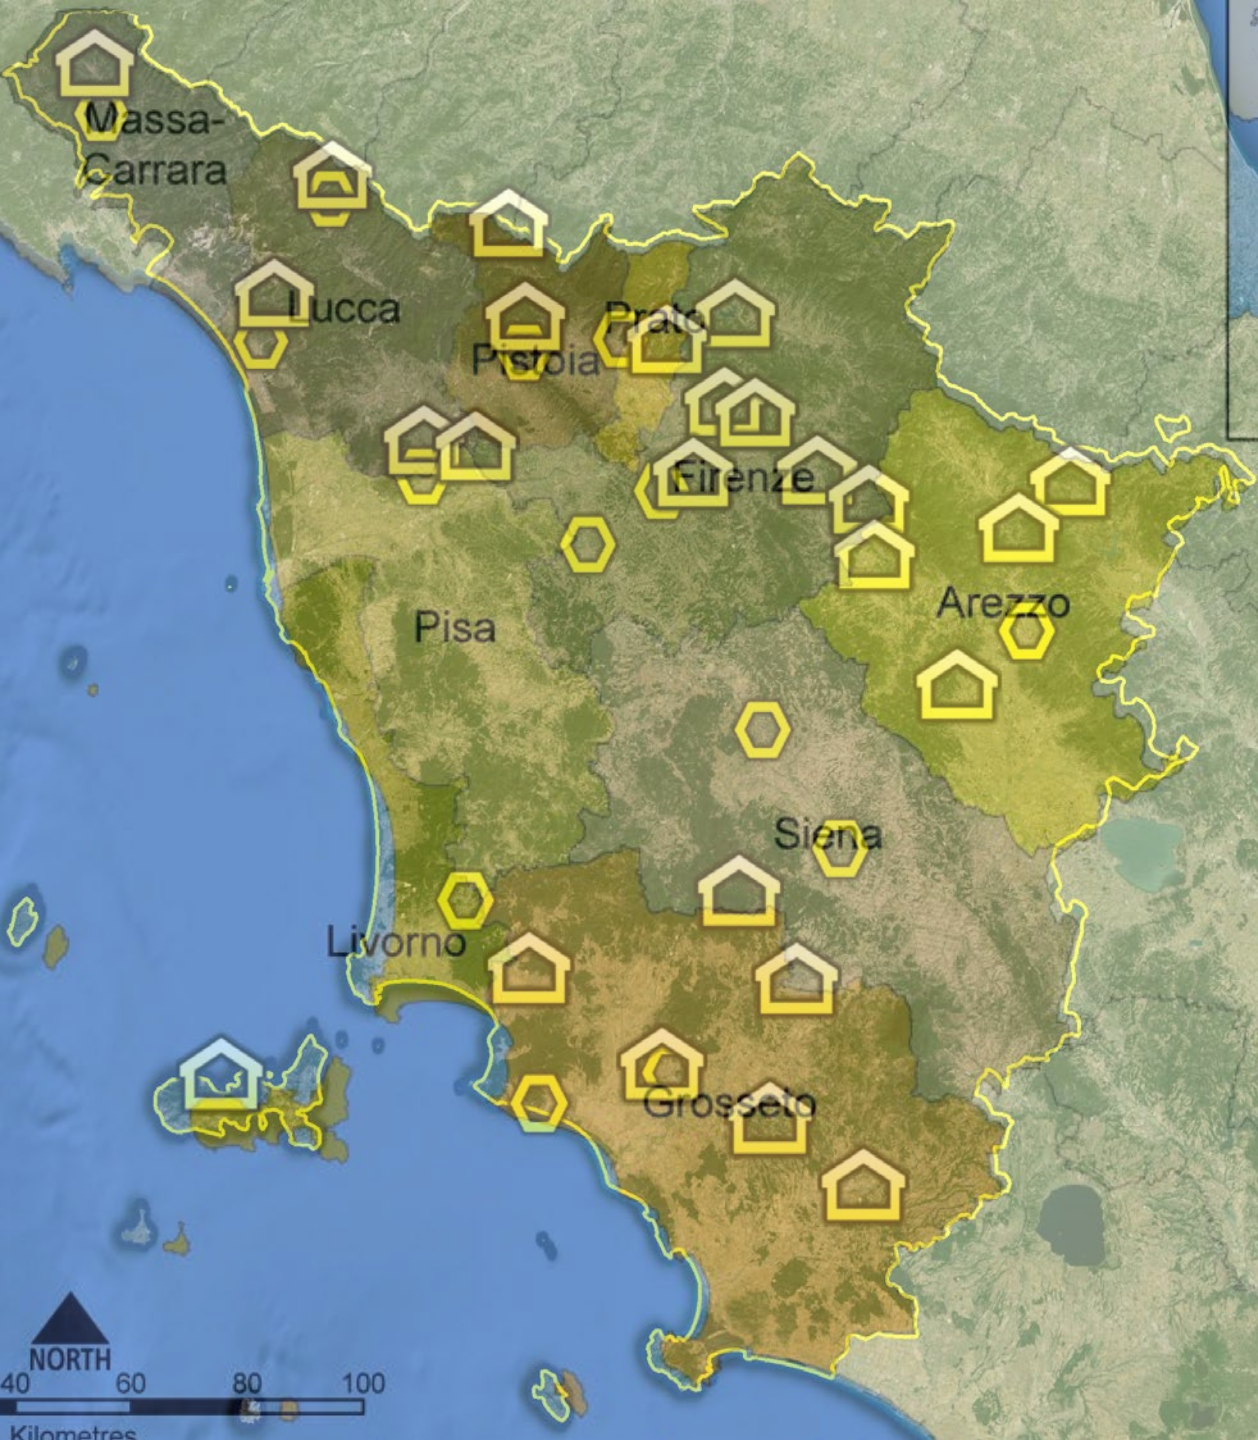 Massa-
Carrara
Lucca
Prato
Pistoia
Firenze
Arezzo
Pisa
Siena
Livorno
Grosseto
NORTH
40 60 80 100
Kilometres